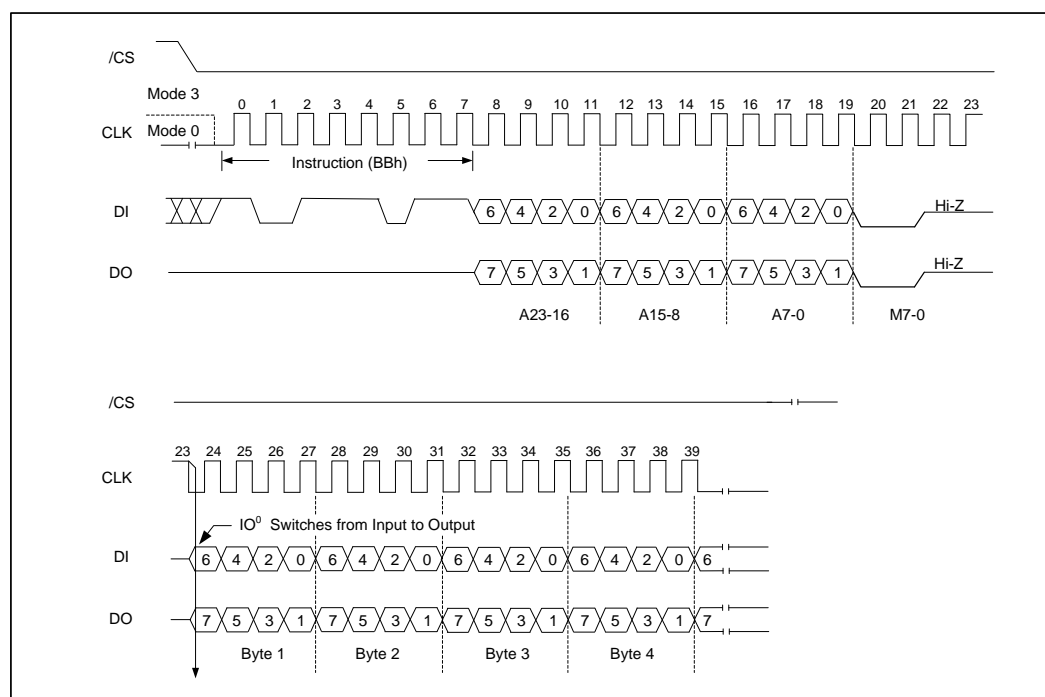 /CS
Mode 3
0 1 2 3 4 5 6 7 8 9 10 11 12 13 14 15 16 17 18 19 20 21 22 23
CLK
Mode 0
Instruction (BBh)
DI
6 4 2 0 6 4 2 0 6 4 2 0
Hi-Z
DO
7 5 3 1 7 5 3 1 7 5 3 1
Hi-Z
A23-16 A15-8 A7-0 M7-0
/CS
23 24 25 26 27 28 29 30 31 32 33 34 35 36 37 38 39
CLK
IO0 Switches from Input to Output
DI
6 4 2 0 6 4 2 0 6 4 2 0 6 4 2 0 6
DO
7 5 3 1 7 5 3 1 7 5 3 1 7 5 3 1 7
Byte 1 Byte 2 Byte 3 Byte 4